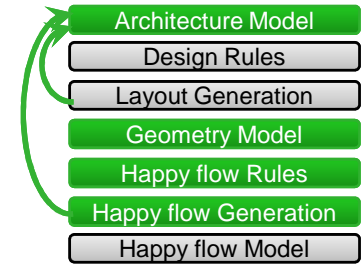 Architecture Model
Design Rules
Layout Generation
Geometry Model
Happy flow Rules
Happy flow Generation
Happy flow Model